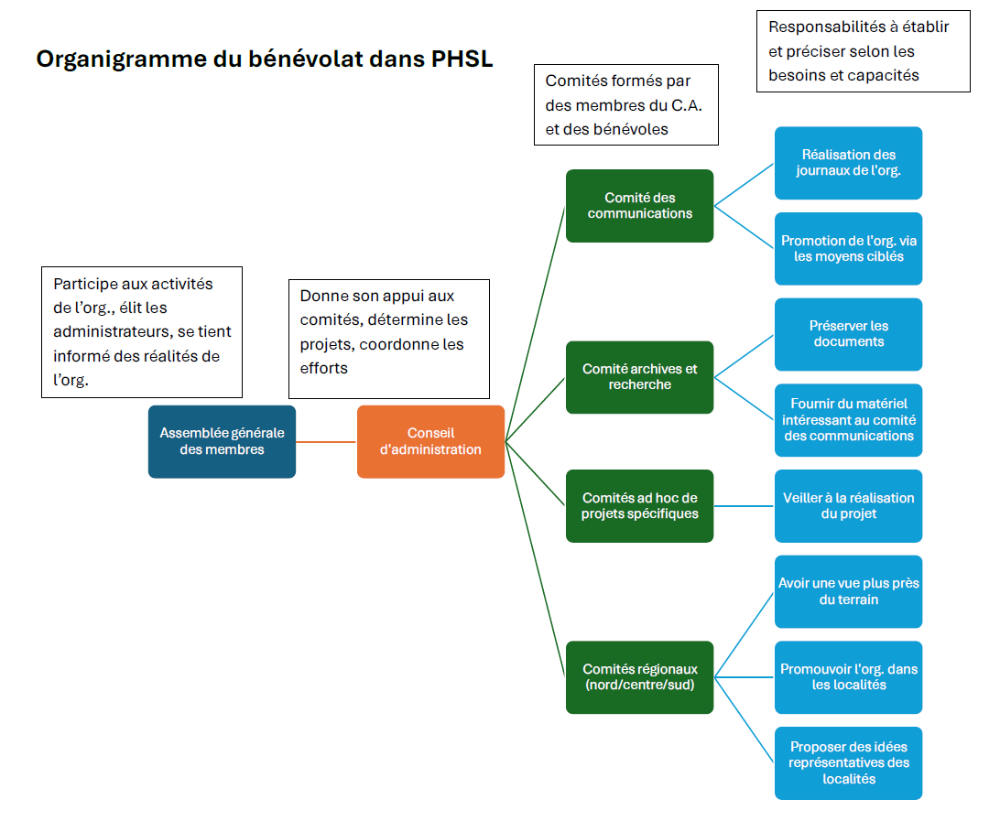 Organigramme du bénévolat dans PHSL
Responsabilités à établir
et préciser selon les
besoins et capacités
Comités formés par
des membres du C.A.
et des bénévoles
Participe aux activités
de l’org., élit les
administrateurs, se tient
informé des réalités de
l’org.
Donne son appui aux
comités, détermine les
projets, coordonne les
efforts
Assemblée générale
des membres
Conseil
d’administration
Comité des
communications
Réalisation des
journaux de l'org.
Promotion de l'org. via
les moyens ciblés
Comité archives et
recherche
Préserver les
documents
Fournir du matériel
intéressant au comité
des communications
Comités ad hoc de
projets spécifiques
Veiller à la réalisation
du projet
Comités régionaux
(nord/centre/sud)
Avoir une vue plus près
du terrain
Promouvoir l'org. dans
les localités
Proposer des idées
représentatives des
localités